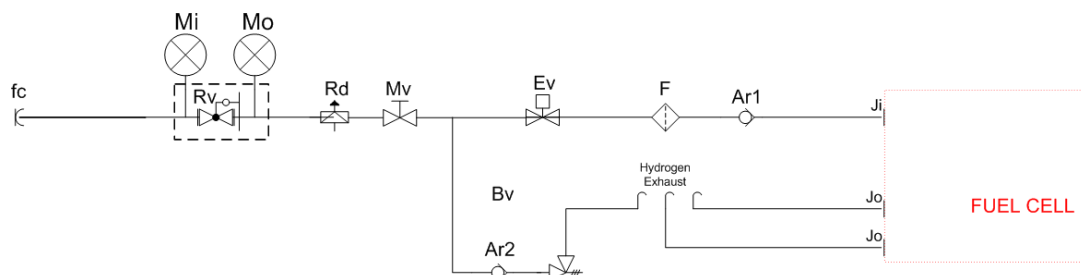 Mi
Mo
fc
Rv
Rd
Mv
Ev
F
Ar1
Ji
Hydrogen
Exhaust
Bv
Jo
FUEL CELL
Jo
Ar2